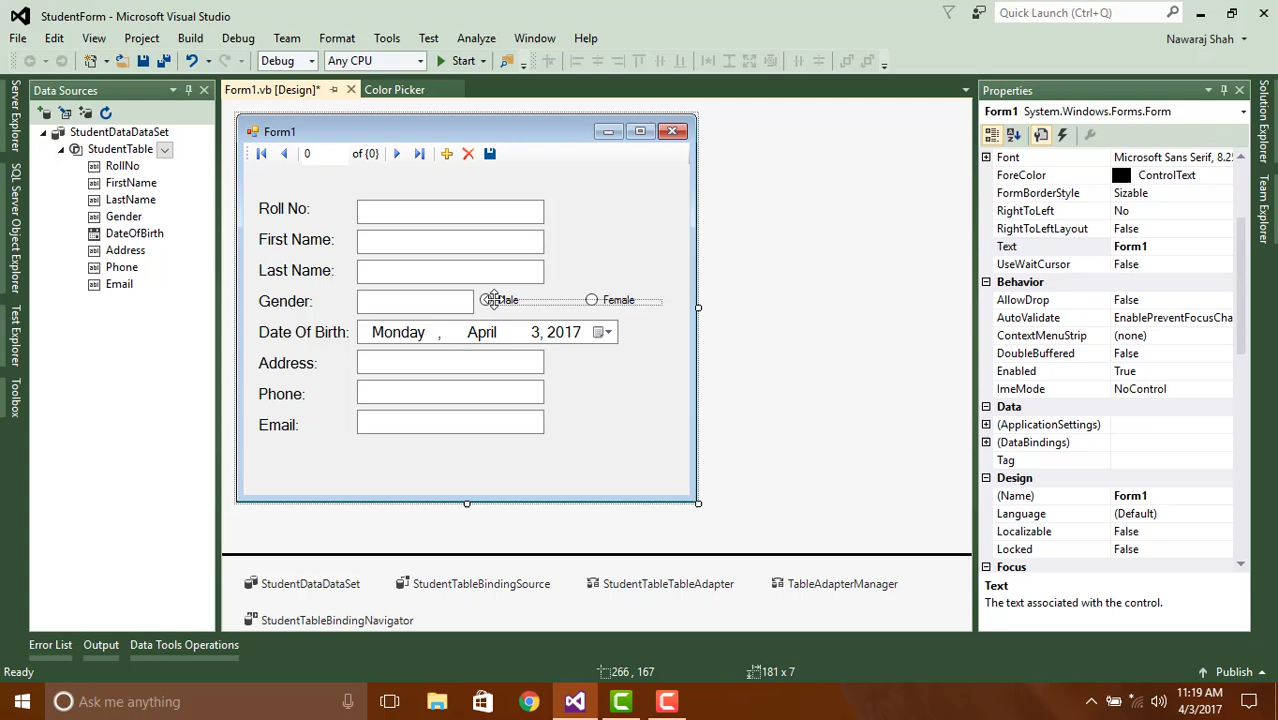 StudentForm - Microsoft Visual Studio
Quick Launch (Ctrl+Q)
File Edit View Project Build Debug Team Format Tools Test Analyze Window Help
Nawaraj Shah
Debug Any CPU Start
Server Explorer
SQL Server Object Explorer
Toolbox
Data Sources
StudentDataDataSet
StudentTable
RollNo
FirstName
LastName
Gender
DateOfBirth
Address
Phone
Email
Form1.vb [Design]* Color Picker
Form1
0 of {0}
Roll No:
First Name:
Last Name:
Gender: Male Female
Date Of Birth: Monday , April 3, 2017
Address:
Phone:
Email:
StudentDataDataSet StudentTableBindingSource StudentTableTableAdapter TableAdapterManager
StudentTableBindingNavigator
Properties
Form1 System.Windows.Forms.Form
Font Microsoft Sans Serif, 8.25
ForeColor ControlText
FormBorderStyle Sizable
RightToLeft No
RightToLeftLayout False
Text Form1
UseWaitCursor False
Behavior
AllowDrop False
AutoValidate EnablePreventFocusCha
ContextMenuStrip (none)
DoubleBuffered False
Enabled True
ImeMode NoControl
Data
(ApplicationSettings)
(DataBindings)
Tag
Design
(Name) Form1
Language (Default)
Localizable False
Locked False
Focus
Text
The text associated with the control.
Solution Explorer
Team Explorer
Error List Output Data Tools Operations
Ready 266 , 167 181 x 7 Publish
Ask me anything
11:19 AM
4/3/2017